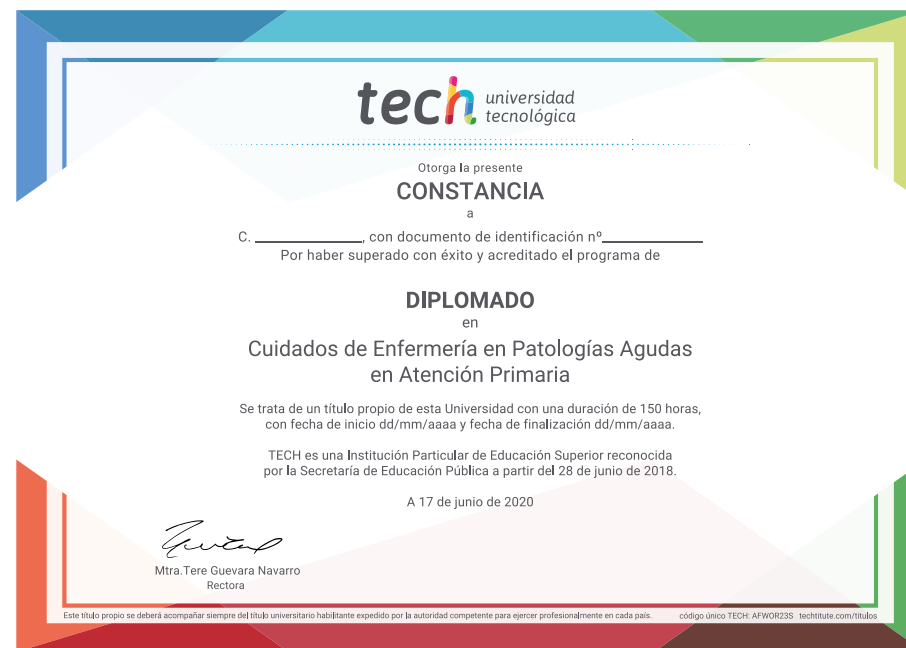 tech universidad
tecnológica
Otorga la presente
CONSTANCIA
a
C. ____________, con documento de identificación nº____________
Por haber superado con éxito y acreditado el programa de
DIPLOMADO
en
Cuidados de Enfermería en Patologías Agudas
en Atención Primaria
Se trata de un título propio de esta Universidad con una duración de 150 horas,
con fecha de inicio dd/mm/aaaa y fecha de finalización dd/mm/aaaa.
TECH es una Institución Particular de Educación Superior reconocida
por la Secretaría de Educación Pública a partir del 28 de junio de 2018.
A 17 de junio de 2020
Mtra.Tere Guevara Navarro
Rectora
Este título propio se deberá acompañar siempre del título universitario habilitante expedido por la autoridad competente para ejercer profesionalmente en cada país. código único TECH: AFWOR23S techtitute.com/titulos